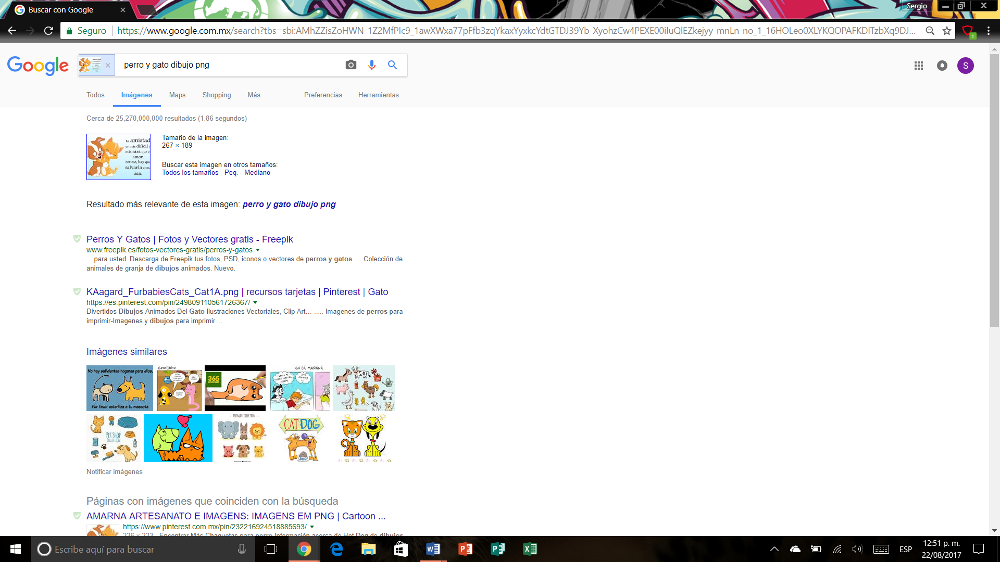 Buscar con Google
Sergio
Seguro
https://www.google.com.mx/search?tbs=sbi:AMhZZisZoHWN-1Z2MfPIc9_1awXWxa77pFfb3zqYkaxYyxkcYdtGTDJ39Yb-XyohzCw4PEXE00iIuQlEZkejyy-mnLn-no_1_16HOLeo0XLYKQOPAFKDlTzbXq9DJ...
1
Google
perro y gato dibujo png
S
Todos
Imágenes
Maps
Shopping
Más
Preferencias
Herramientas
Cerca de 25,270,000,000 resultados (1.86 segundos)
La amistad
es más difícil y
más rara que e
amor.
Por eso, hay que
salvarla como
sea.
Tamaño de la imagen:
267 × 189
Buscar esta imagen en otros tamaños:
Todos los tamaños - Peq. - Mediano
Resultado más relevante de esta imagen: perro y gato dibujo png
Perros Y Gatos | Fotos y Vectores gratis - Freepik
www.freepik.es/fotos-vectores-gratis/perros-y-gatos
... para usted. Descarga de Freepik tus fotos, PSD, iconos o vectores de perros y gatos. ... Colección de
animales de granja de dibujos animados. Nuevo.
KAagard_FurbabiesCats_Cat1A.png | recursos tarjetas | Pinterest | Gato
https://es.pinterest.com/pin/249809110561726367/
Divertidos Dibujos Animados Del Gato Ilustraciones Vectoriales, Clip Art... ..... Imagenes de perros para
imprimir-Imagenes y dibujos para imprimir ...
Imágenes similares
No hay suficientes hogares para ellos,
Por favor esteriliza a tu mascota
Gato Chino
365
BOCETOS
EN LA MAÑANA
PET SHOP
COLLECTION
ANIMAL COLLECTION
CAT DOG
DOG
Notificar imágenes
Páginas con imágenes que coinciden con la búsqueda
AMARNA ARTESANATO E IMAGENS: IMAGENS EM PNG | Cartoon ...
https://www.pinterest.com.mx/pin/232216924518885693/
226 × 223 - Encontrar Más Chaquetas para perro Información acerca de Hot Dog de dibujos
Escribe aquí para buscar
ESP
12:51 p. m.
22/08/2017